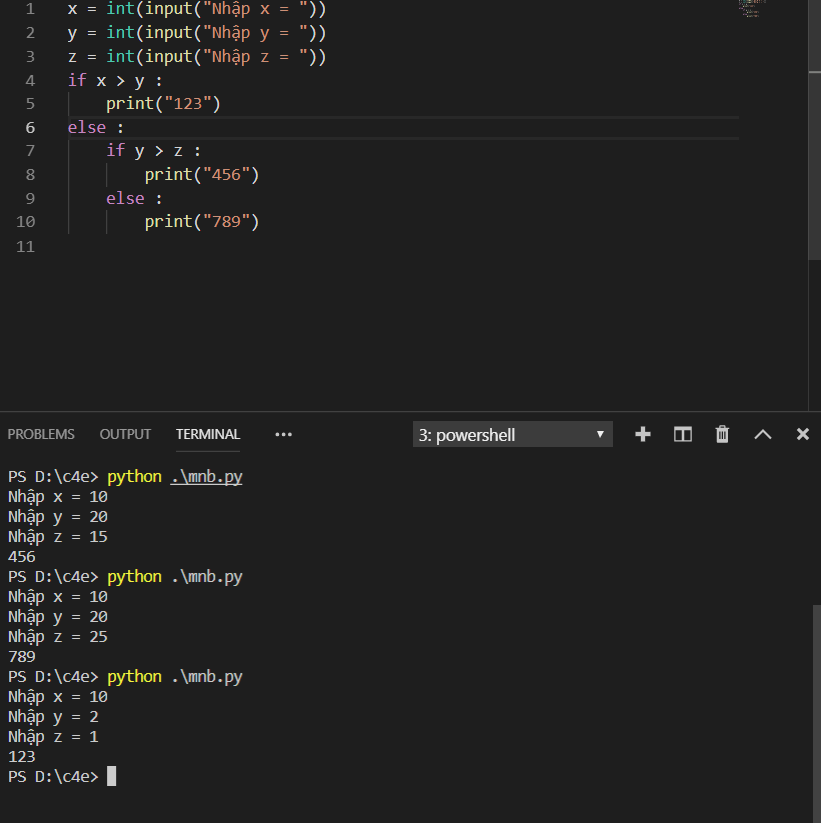 1 x = int(input("Nhập x = "))
2 y = int(input("Nhập y = "))
3 z = int(input("Nhập z = "))
4 if x > y :
5     print("123")
6 else :
7     if y > z :
8         print("456")
9     else :
10         print("789")
11
PROBLEMS OUTPUT TERMINAL ••• 3: powershell
PS D:\c4e> python .\mnb.py
Nhập x = 10
Nhập y = 20
Nhập z = 15
456
PS D:\c4e> python .\mnb.py
Nhập x = 10
Nhập y = 20
Nhập z = 25
789
PS D:\c4e> python .\mnb.py
Nhập x = 10
Nhập y = 2
Nhập z = 1
123
PS D:\c4e>